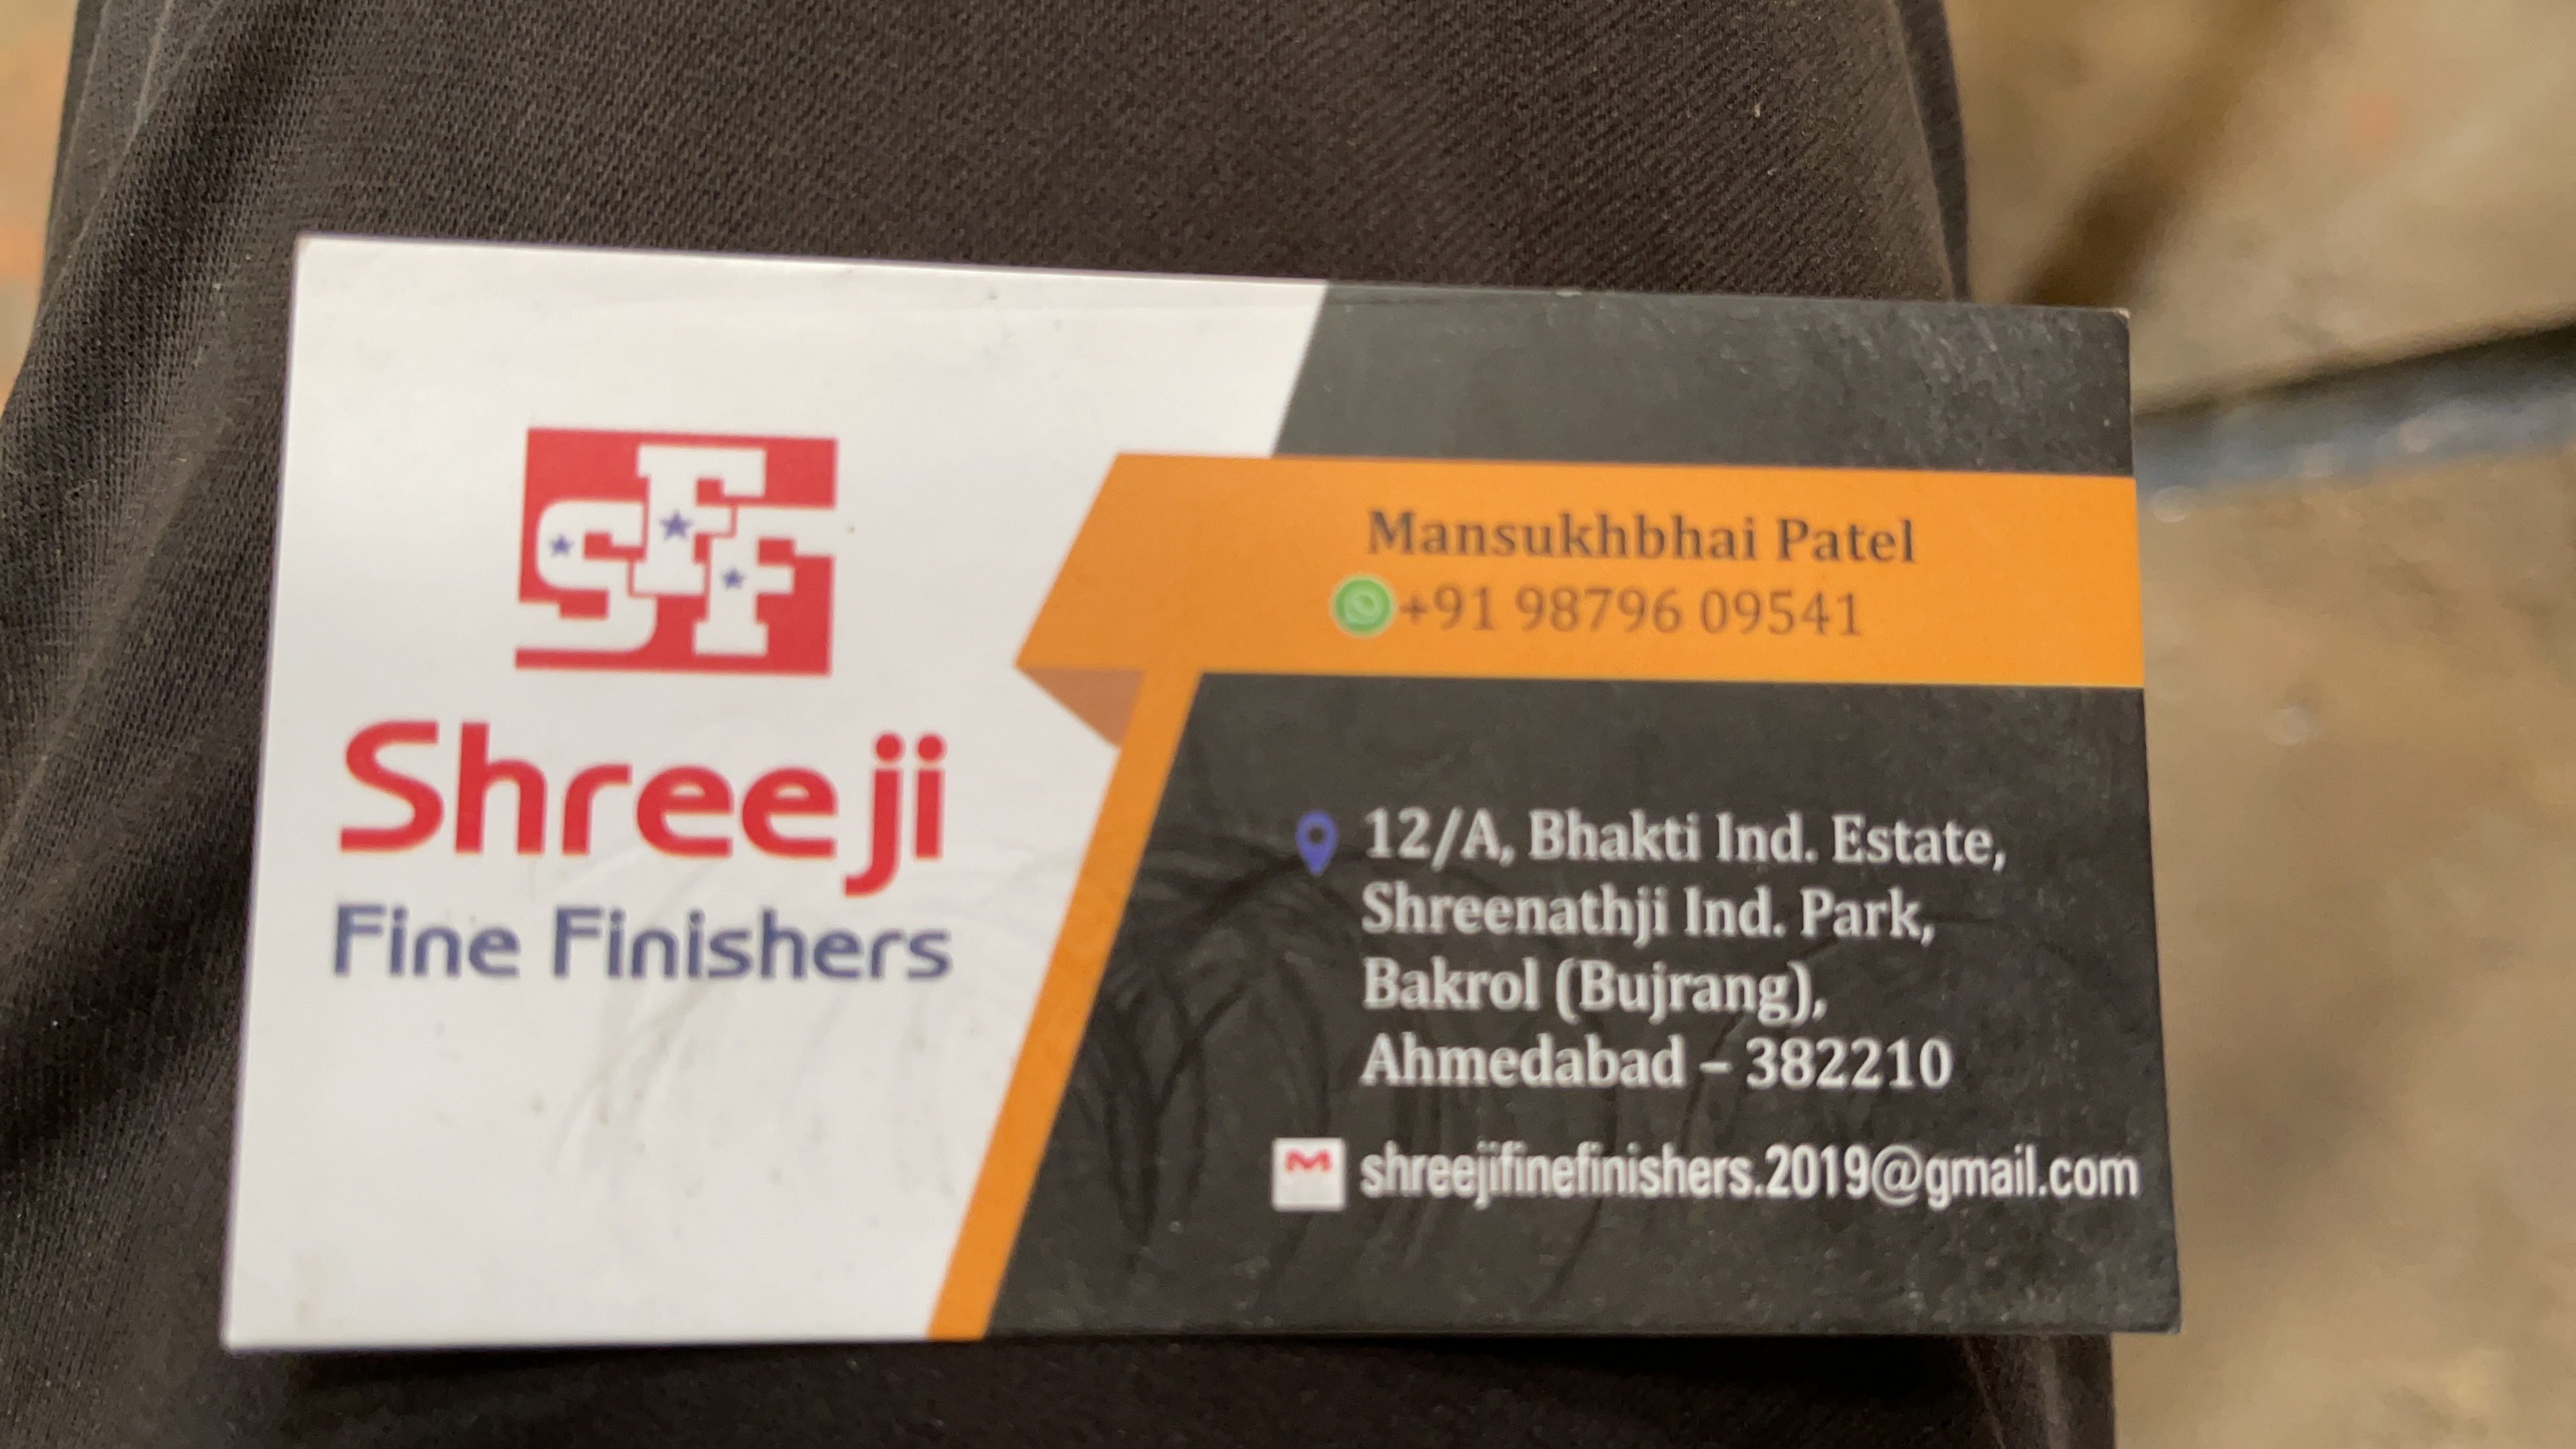 SFF
Shreeji
Fine Finishers
Mansukhbhai Patel
+91 98796 09541
12/A, Bhakti Ind. Estate,
Shreenathji Ind. Park,
Bakrol (Bujrang),
Ahmedabad – 382210
shreejifinefinishers.2019@gmail.com